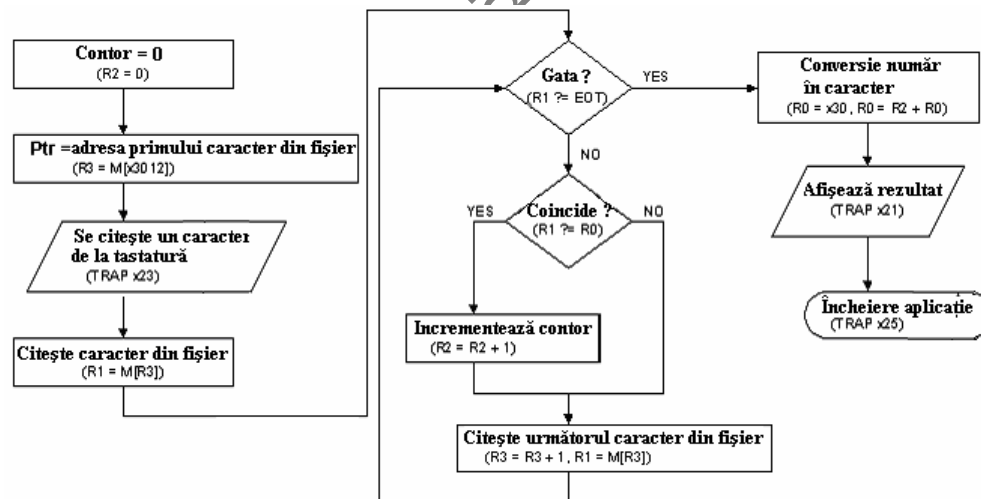 Contor = 0
(R2 = 0)
Ptr =adresa primului caracter din fişier
(R3 = M[x3012])
Se citeşte un caracter
de la tastatură
(TRAP x23)
Citeşte caracter din fişier
(R1 = M[R3])
Gata ?
(R1 ?= EOT)
YES
NO
Coincide ?
(R1 ?= R0)
YES
NO
Incrementează contor
(R2 = R2 + 1)
Citeşte următorul caracter din fişier
(R3 = R3 + 1, R1 = M[R3])
Conversie număr
în caracter
(R0 = x30, R0 = R2 + R0)
Afişează rezultat
(TRAP x21)
Încheiere aplicaţie
(TRAP x25)